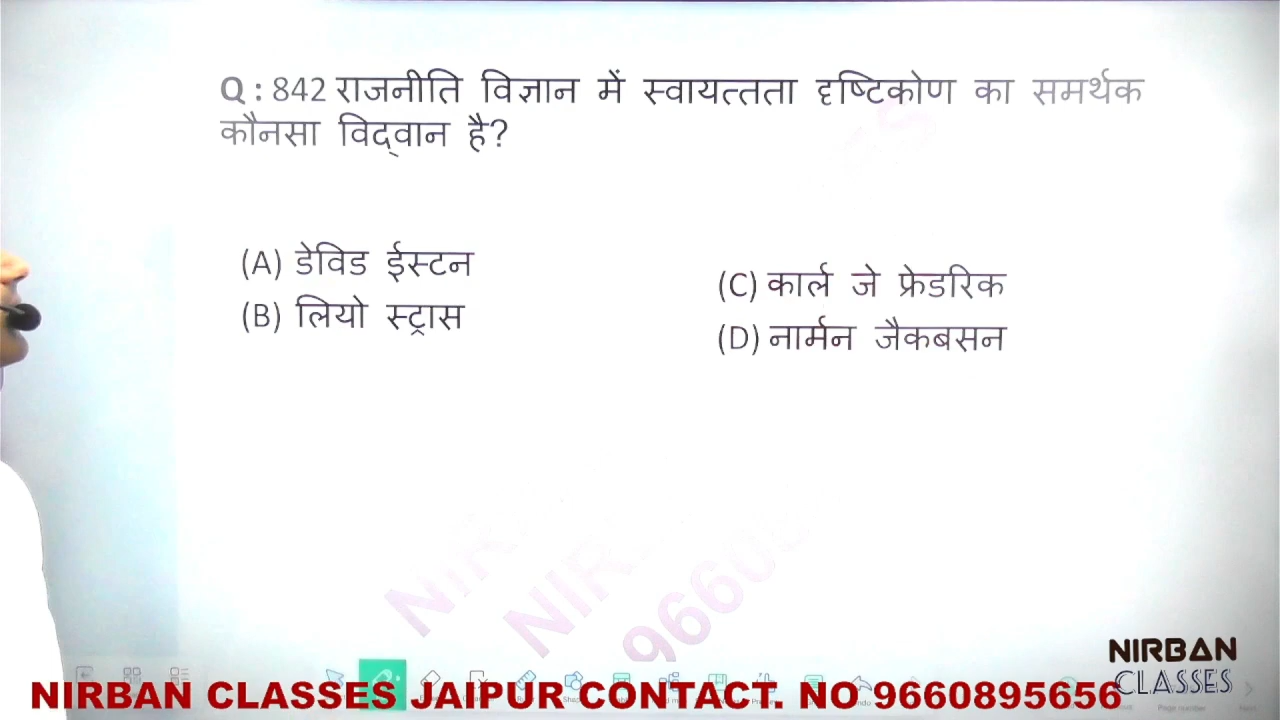 Q : 842 राजनीति विज्ञान में स्वायत्तता दृष्टिकोण का समर्थक
कौनसा विद्वान है?
(A) डेविड ईस्टन
(B) लियो स्ट्रास
(C) कार्ल जे फ्रेडरिक
(D) नार्मन जैकबसन
NIRBAN
CLASSES
NIRBAN CLASSES JAIPUR CONTACT. NO 9660895656